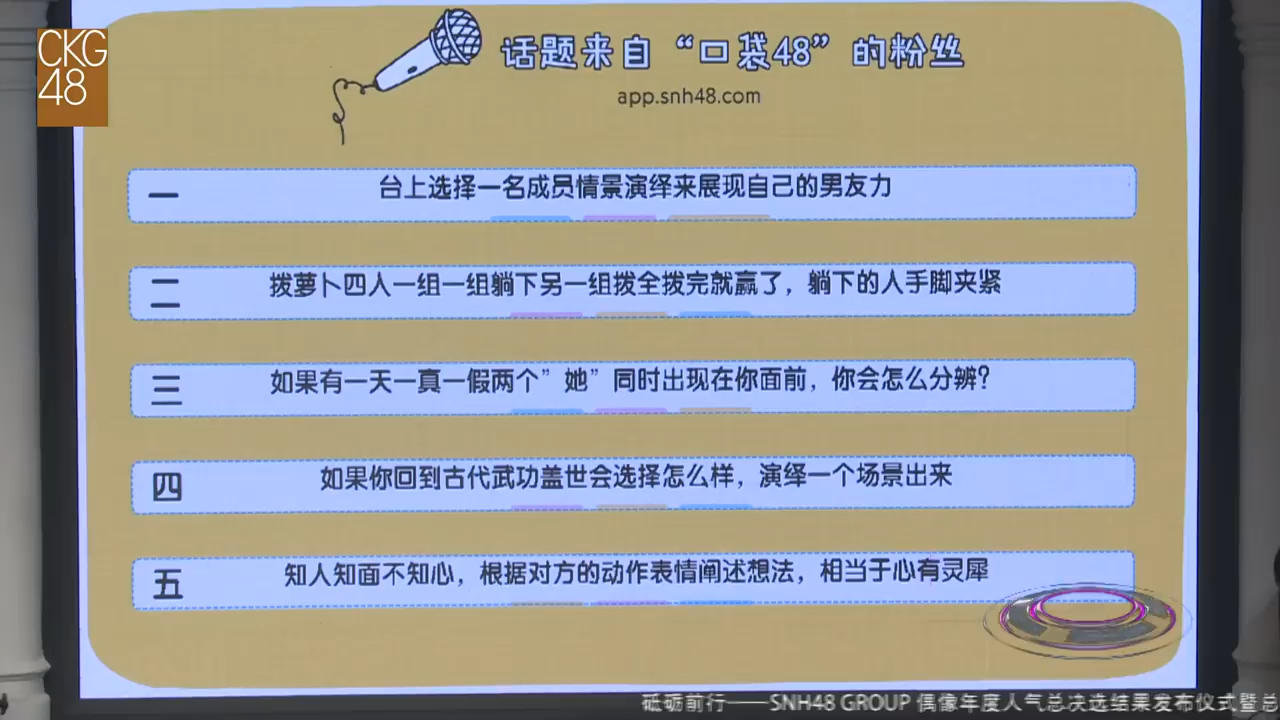 CKG
48
话题来自“口袋48”的粉丝
app.snh48.com
一 台上选择一名成员情景演绎来展现自己的男友力
二 拨萝卜四人一组一组躺下另一组拨全拨完就赢了，躺下的人手脚夹紧
三 如果有一天一真一假两个”她”同时出现在你面前，你会怎么分辨?
四 如果你回到古代武功盖世会选择怎么样，演绎一个场景出来
五 知人知面不知心，根据对方的动作表情阐述想法，相当于心有灵犀
砥砺前行——SNH48 GROUP 偶像年度人气总决选结果发布仪式暨总